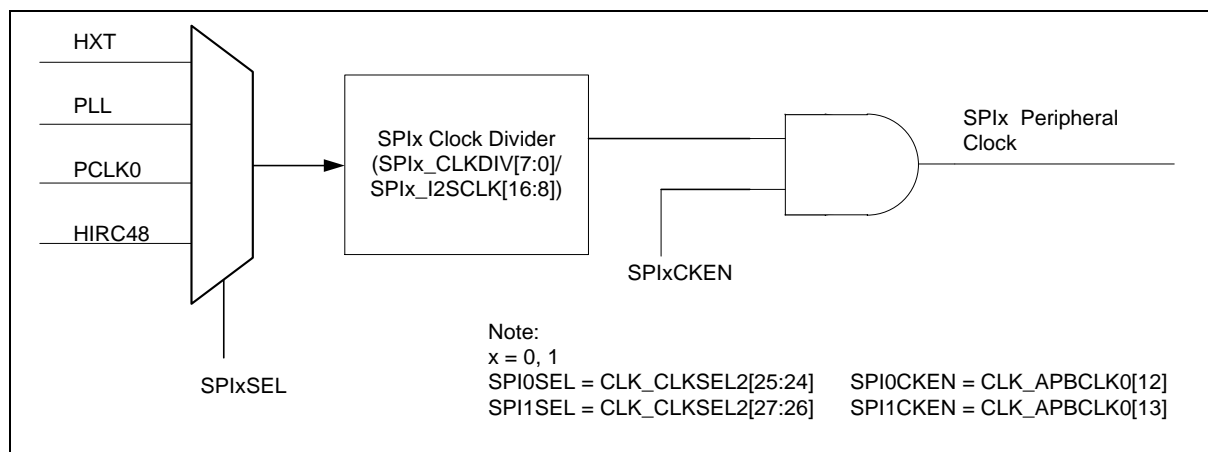 HXT
PLL
PCLK0
HIRC48
SPIxSEL
SPIx Clock Divider
(SPIx_CLKDIV[7:0]/
SPIx_I2SCLK[16:8])
SPIxCKEN
SPIx Peripheral
Clock
Note:
x = 0, 1
SPI0SEL = CLK_CLKSEL2[25:24] SPI0CKEN = CLK_APBCLK0[12]
SPI1SEL = CLK_CLKSEL2[27:26] SPI1CKEN = CLK_APBCLK0[13]